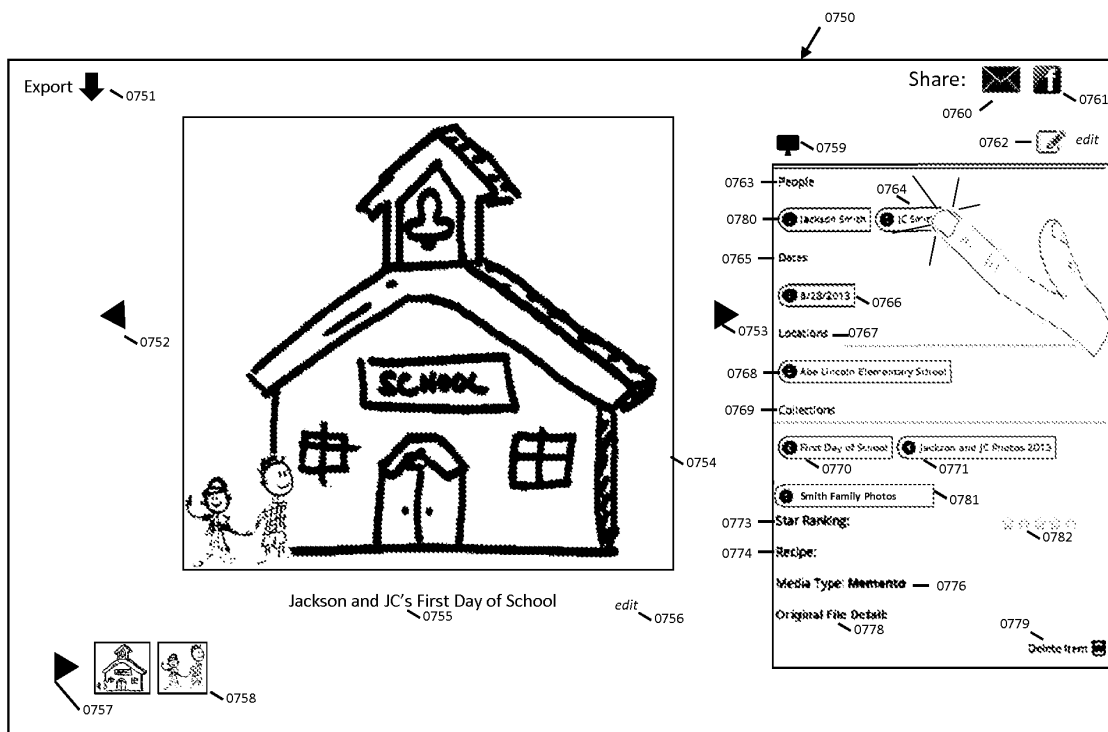 0750
Export 0751
Share: f
0760 0761
0759 0762 edit
0763 People
0764
0780 Jackson Smith JC Smit
0765 Dates
8/28/2013 0766
0752 0753 Locations 0767
0768 Abe Lincoln Elementary School
0769 Collections
SCHOOL
First Day of School Jackson and JC Photos 2013
0754 0770 0771
Smith Family Photos 0781
0773 Star Ranking: 0782
0774 Recipe:
Media Type: Memento 0776
Jackson and JC's First Day of School edit
0755 0756
Original File Detail:
0778
0779
Delete Item
0757 0758